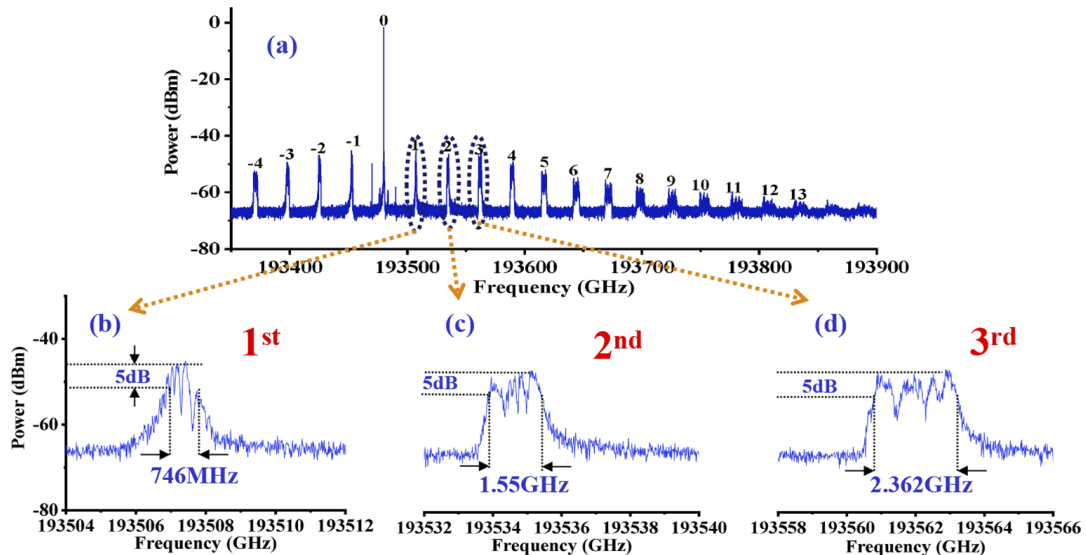 (a)
0
Power (dBm)
0
-20
-40
-60
-80
-4 -3 -2 -1 1 2 3 4 5 6 7 8 9 10 11 12 13
193400 193500 193600 193700 193800 193900
Frequency (GHz)
(b) 1st
Power (dBm)
-40
-60
-80
5dB
746MHz
193504 193506 193508 193510 193512
Frequency (GHz)
(c) 2nd
5dB
1.55GHz
193532 193534 193536 193538 193540
Frequency (GHz)
(d) 3rd
5dB
2.362GHz
193558 193560 193562 193564 193566
Frequency (GHz)